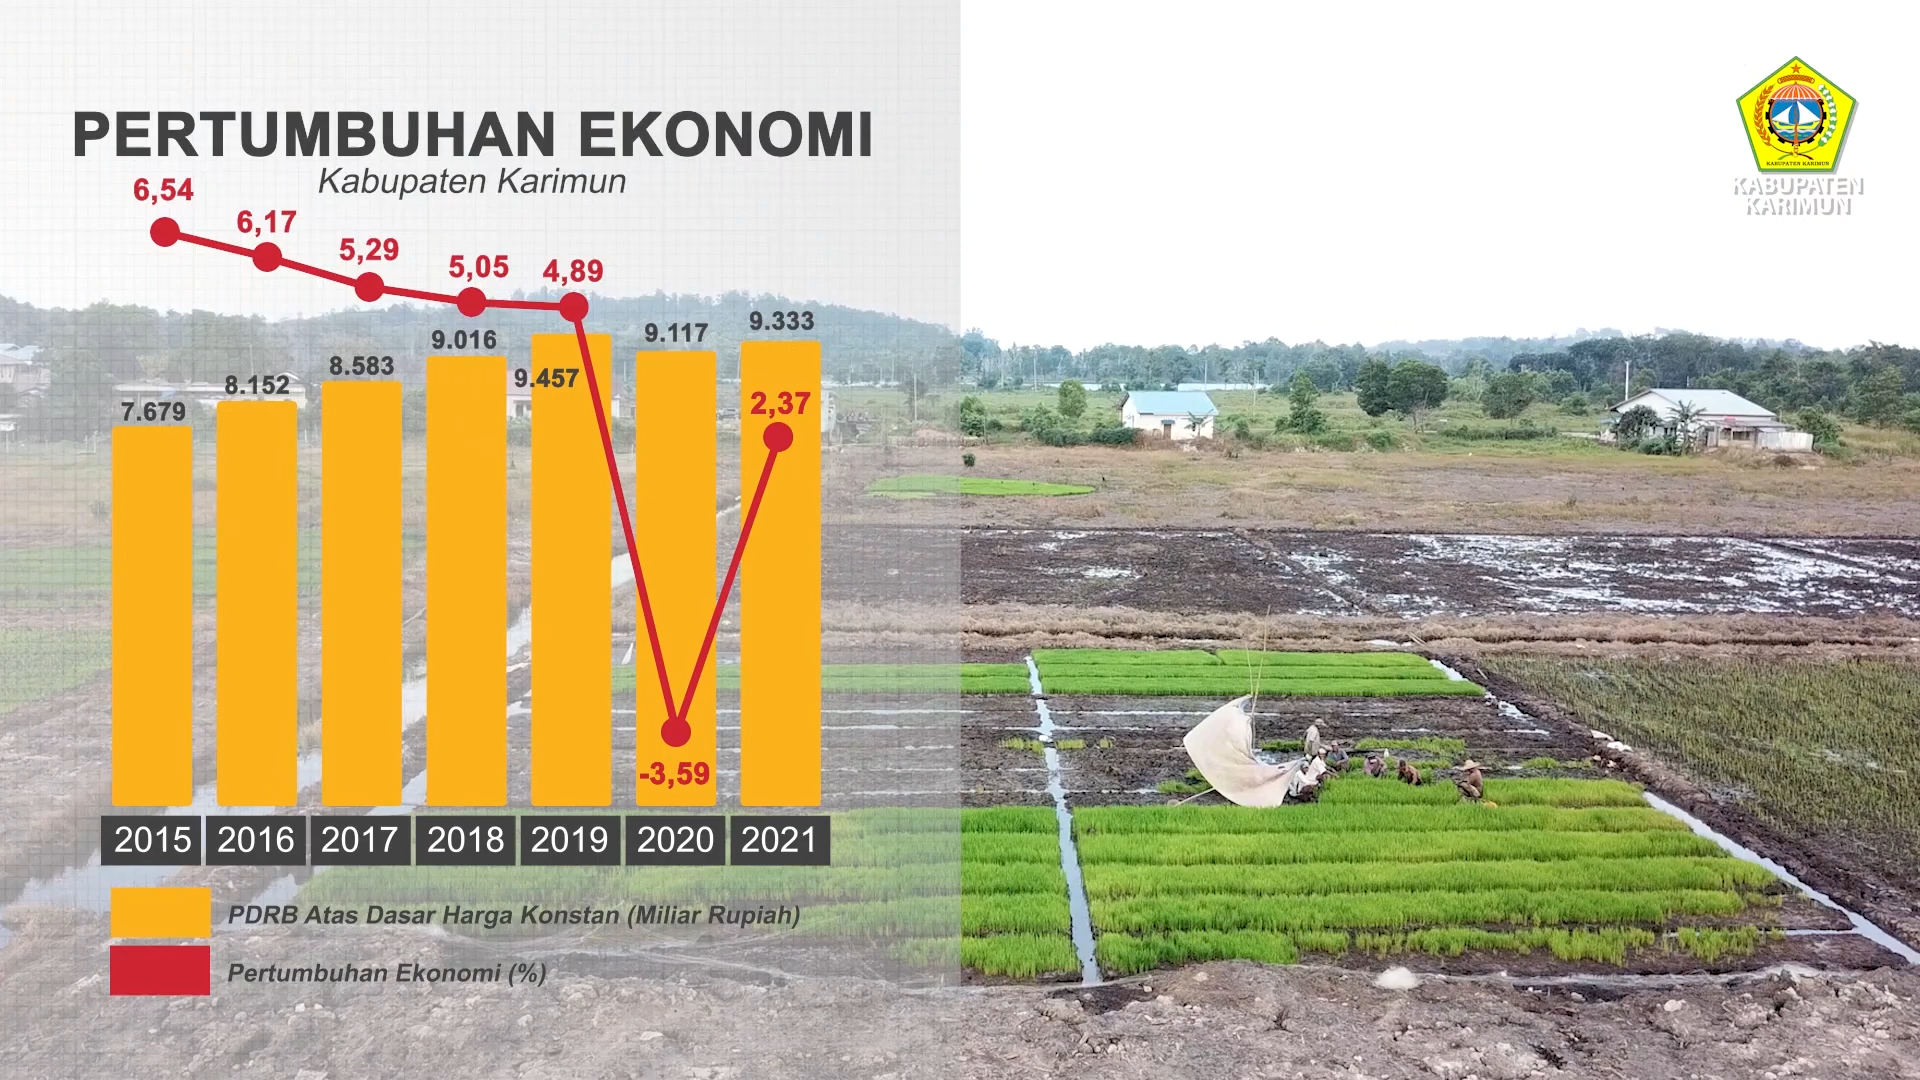 PERTUMBUHAN EKONOMI
Kabupaten Karimun
6,54
6,17
5,29
5,05
4,89
7.679
8.152
8.583
9.016
9.457
9.117
9.333
2,37
-3,59
2015 2016 2017 2018 2019 2020 2021
PDRB Atas Dasar Harga Konstan (Miliar Rupiah)
Pertumbuhan Ekonomi (%)
KABUPATEN KARIMUN
KABUPATEN
KARIMUN